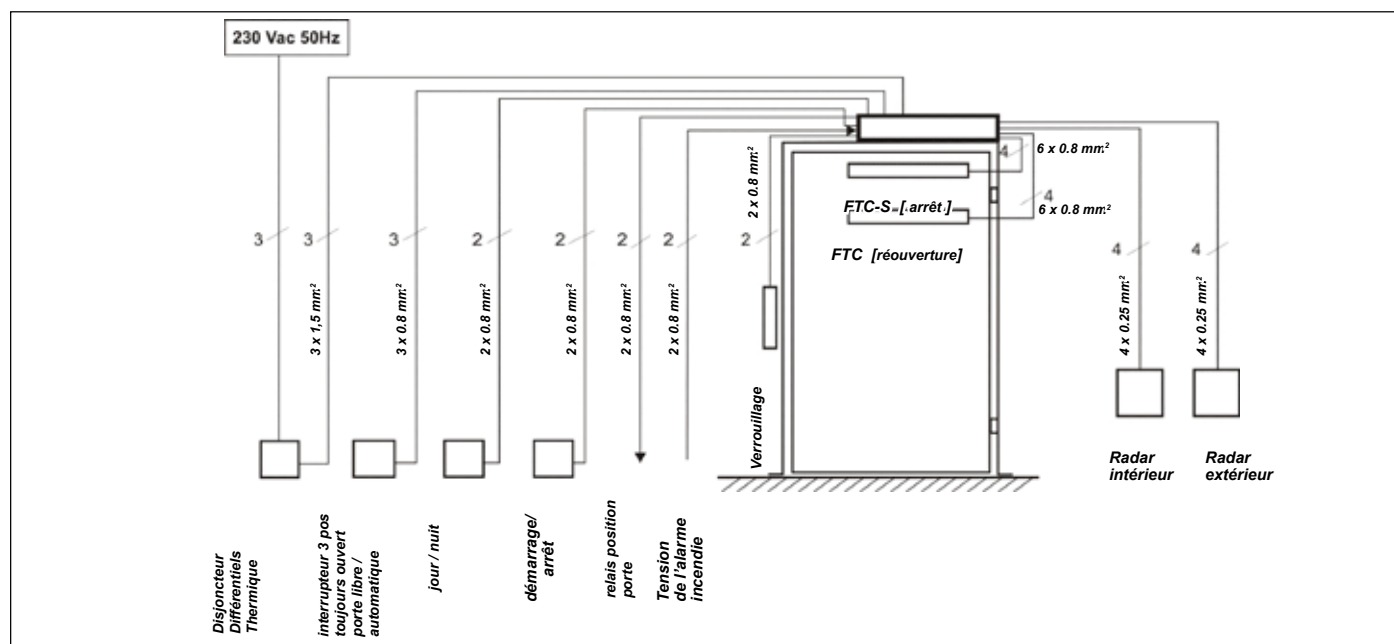 230 Vac 50Hz
3
3
3
2
2
2
2
2
4
4
4
4
3 x 1,5 mm²
3 x 0.8 mm²
2 x 0.8 mm²
2 x 0.8 mm²
2 x 0.8 mm²
2 x 0.8 mm²
2 x 0.8 mm²
6 x 0.8 mm²
6 x 0.8 mm²
4 x 0.25 mm²
4 x 0.25 mm²
FTC-S [ arrêt ]
FTC [réouverture]
Verrouillage
Radar
intérieur
Radar
extérieur
Disjoncteur
Différentiels
Thermique
interrupteur 3 pos
toujours ouvert
porte libre /
automatique
jour / nuit
démarrage/
arrêt
relais position
porte
Tension
de l'alarme
incendie